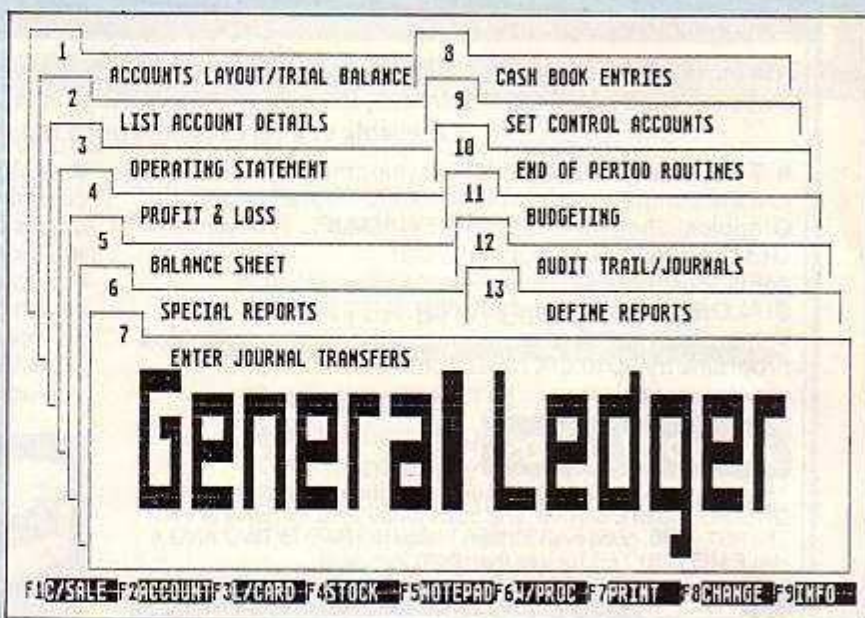 1
8
ACCOUNTS LAYOUT/TRIAL BALANCE
CASH BOOK ENTRIES
2
9
LIST ACCOUNT DETAILS
SET CONTROL ACCOUNTS
3
10
OPERATING STATEMENT
END OF PERIOD ROUTINES
4
11
PROFIT & LOSS
BUDGETING
5
12
BALANCE SHEET
AUDIT TRAIL/JOURNALS
6
13
SPECIAL REPORTS
DEFINE REPORTS
7
ENTER JOURNAL TRANSFERS
General Ledger
F1C/SALE F2ACCOUNT F3L/CARD F4STOCK F5NOTEPAD F6W/PROC F7PRINT F8CHANGE F9INFO